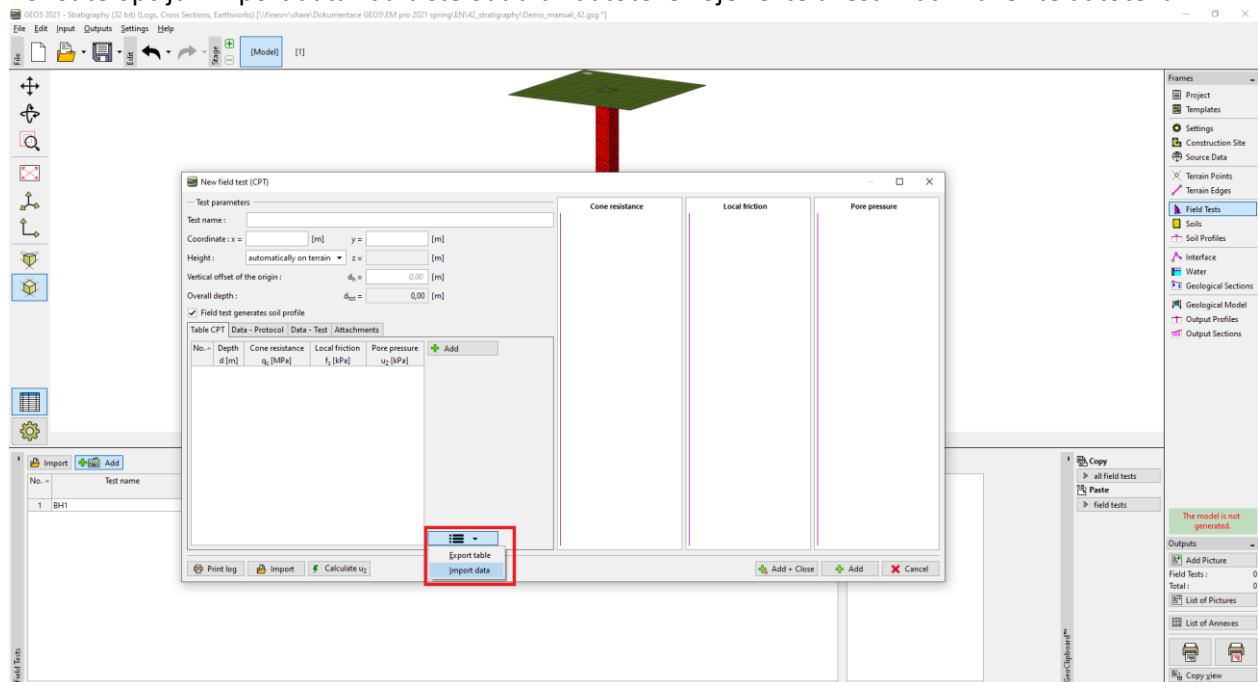 GEO5 2021 - Stratigraphy (32 bit) (Logs, Cross Sections, Earthworks) [\\finesrv\share\Dokumentace GEO5\EM pro 2021 spring\EN\42_stratigraphy\Demo_manual_42.gsg *]
File Edit Input Outputs Settings Help
File
Edit
Stage
[Model] [1]
New field test (CPT)
Test parameters
Test name :
Coordinate : x = [m] y = [m]
Height : automatically on terrain z = [m]
Vertical offset of the origin : dh = 0,00 [m]
Overall depth : dtot = 0,00 [m]
Field test generates soil profile
Table CPT Data - Protocol Data - Test Attachments
No. Depth Cone resistance Local friction Pore pressure
d [m] qc [MPa] fs [kPa] u2 [kPa]
Add
Export table
Import data
Cone resistance Local friction Pore pressure
Print log Import Calculate u2
Add + Close Add Cancel
Import Add
No. Test name
1 BH1
Field Tests
Copy
all field tests
Paste
field tests
GeoClipboard™
Frames
Project
Templates
Settings
Construction Site
Source Data
Terrain Points
Terrain Edges
Field Tests
Soils
Soil Profiles
Interface
Water
Geological Sections
Geological Model
Output Profiles
Output Sections
The model is not
generated.
Outputs
Add Picture
Field Tests : 0
Total : 0
List of Pictures
List of Annexes
Copy view